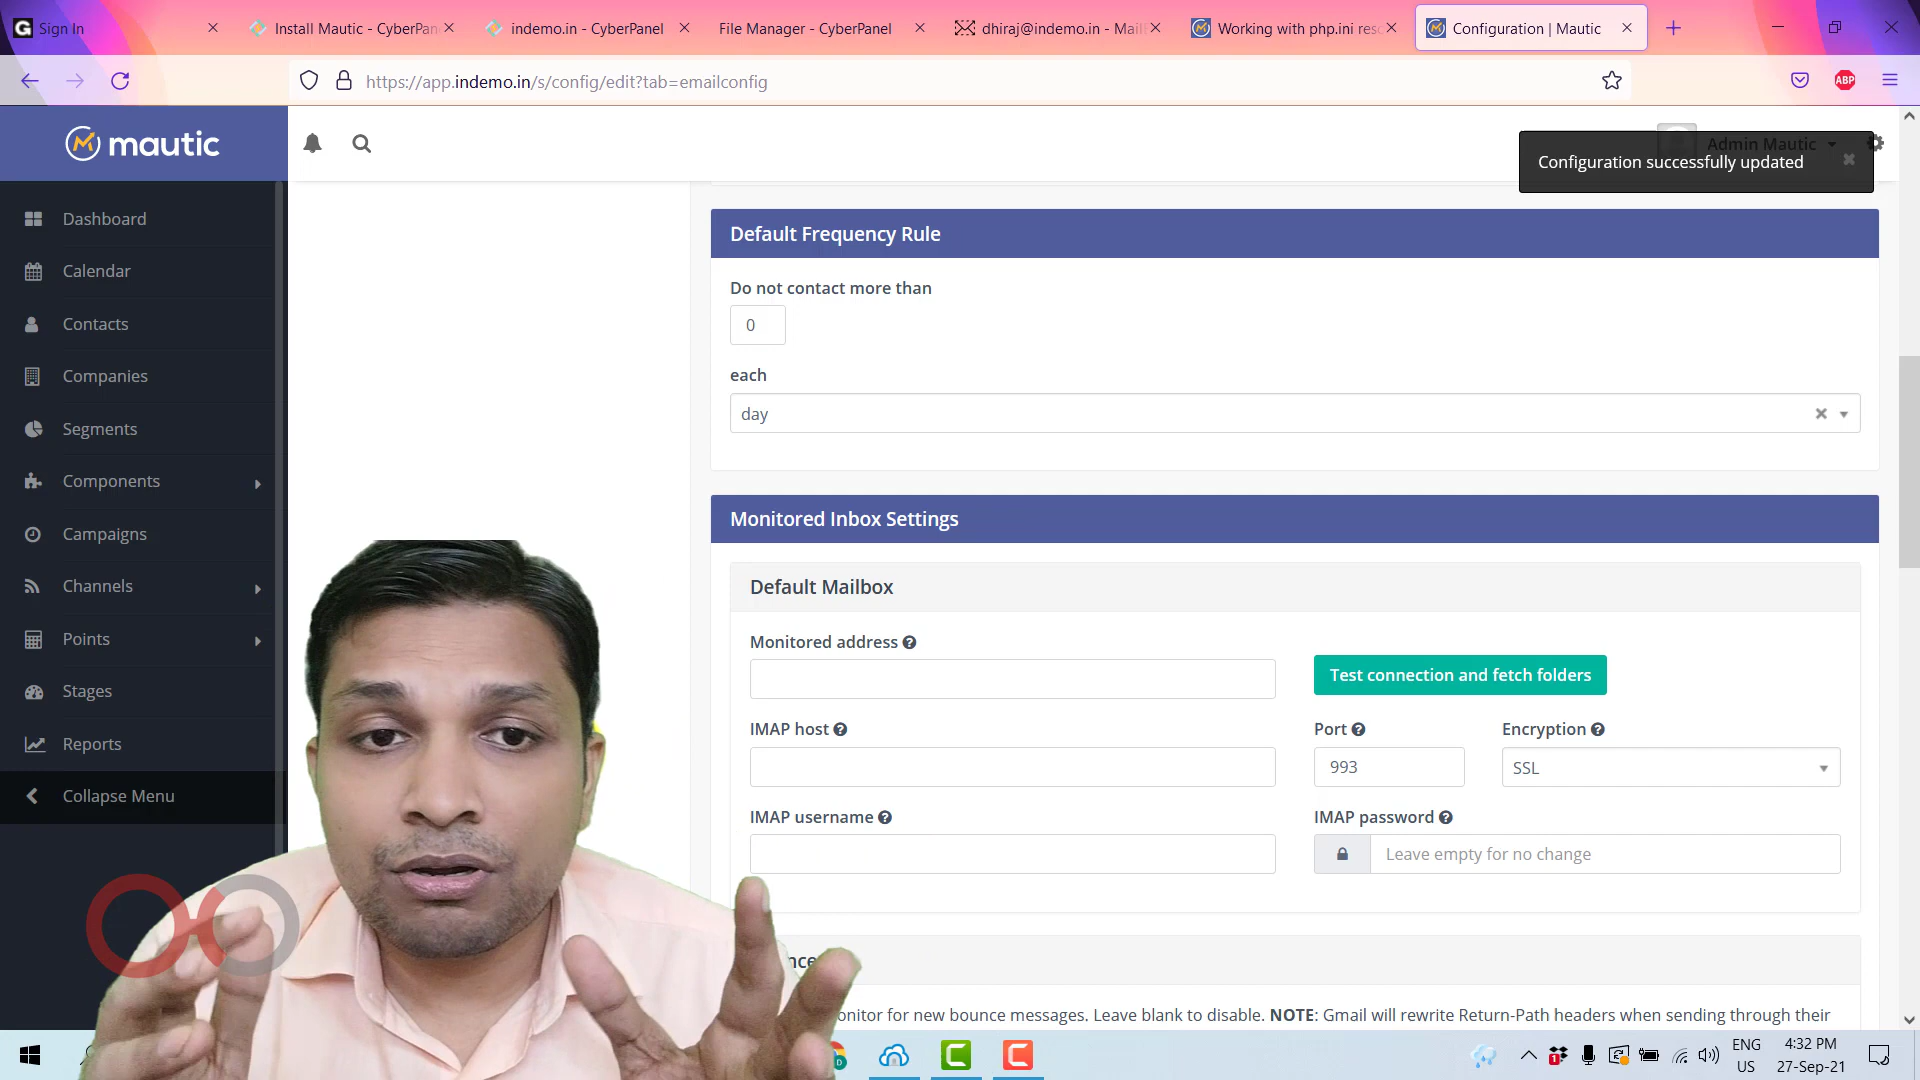 Sign In
Install Mautic - CyberPan
indemo.in - CyberPanel
File Manager - CyberPanel
dhiraj@indemo.in - Mail
Working with php.ini res
Configuration | Mautic
https://app.indemo.in/s/config/edit?tab=emailconfig
ABP
mautic
Admin Mautic
Configuration successfully updated
Dashboard
Calendar
Contacts
Companies
Segments
Components
Campaigns
Channels
Points
Stages
Reports
Collapse Menu
Default Frequency Rule
Do not contact more than
0
each
day
Monitored Inbox Settings
Default Mailbox
Monitored address
Test connection and fetch folders
IMAP host
Port
Encryption
993
SSL
IMAP username
IMAP password
Leave empty for no change
onitor for new bounce messages. Leave blank to disable. NOTE: Gmail will rewrite Return-Path headers when sending through their
ENG
US
4:32 PM
27-Sep-21